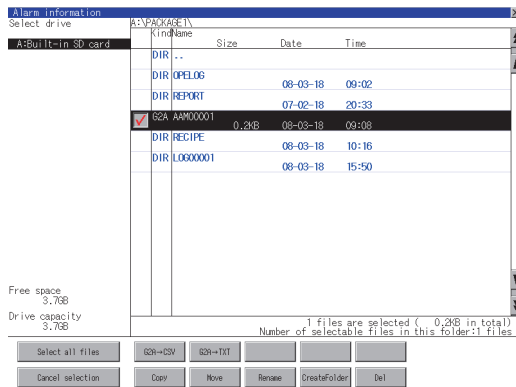 Alarm information
Select drive
A:\PACKAGE1\
Kind Name
Size Date Time
A:Built-in SD card
DIR ..
DIR OPELOG
08-03-18 09:02
DIR REPORT
07-02-18 20:33
G2A AAM00001
0.2KB 08-03-18 09:08
DIR RECIPE
08-03-18 10:16
DIR LOG00001
08-03-18 15:50
Free space
3.7GB
Drive capacity
3.7GB
1 files are selected ( 0.2KB in total)
Number of selectable files in this folder:1 files
Select all files G2A→CSV G2A→TXT
Cancel selection Copy Move Rename CreateFolder Del